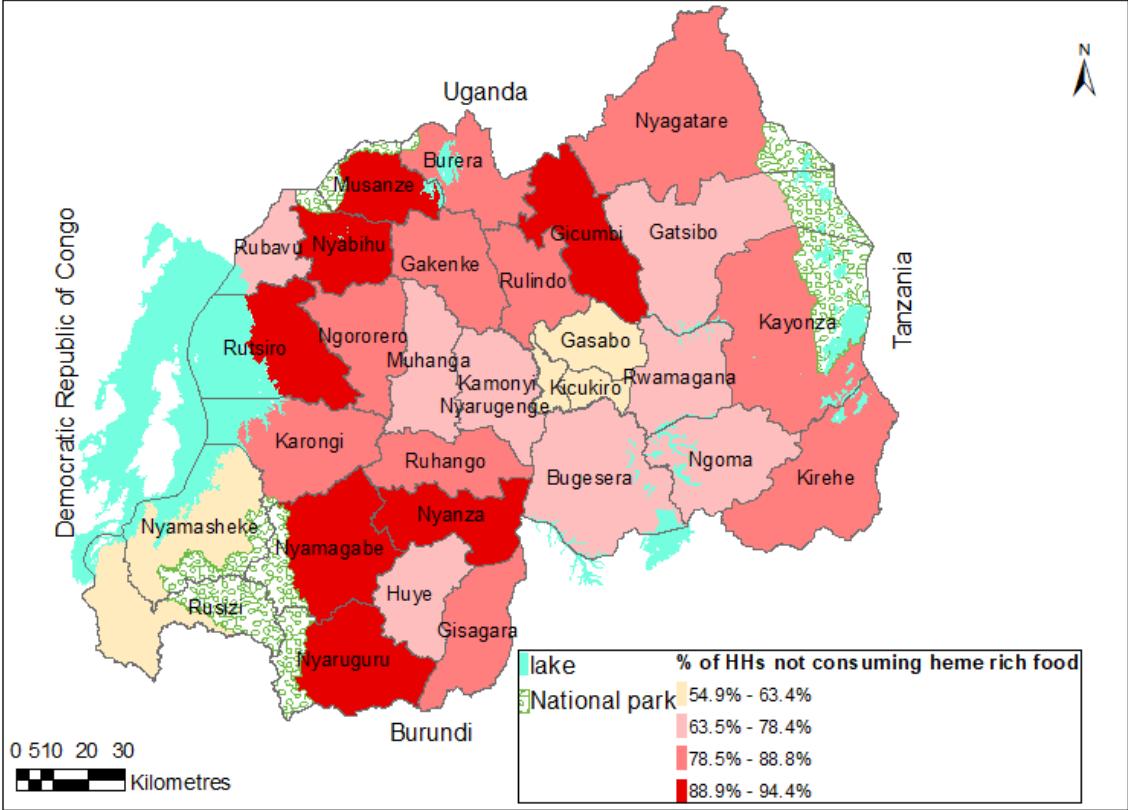 N
Uganda
Nyagatare
Burera
Musanze
Gicumbi
Gatsibo
Rubavu
Nyabihu
Gakenke
Rulindo
Democratic Republic of Congo
Tanzania
Kayonza
Rutsiro
Ngororero
Gasabo
Muhanga
Kamonyi
Kicukiro
Rwamagana
Nyarugenge
Karongi
Ruhango
Bugesera
Ngoma
Kirehe
Nyamasheke
Nyanza
Nyamagabe
Rusizi
Huye
Gisagara
Nyaruguru
Burundi
lake
National park
% of HHs not consuming heme rich food
54.9% - 63.4%
63.5% - 78.4%
78.5% - 88.8%
88.9% - 94.4%
0 510 20 30
Kilometres